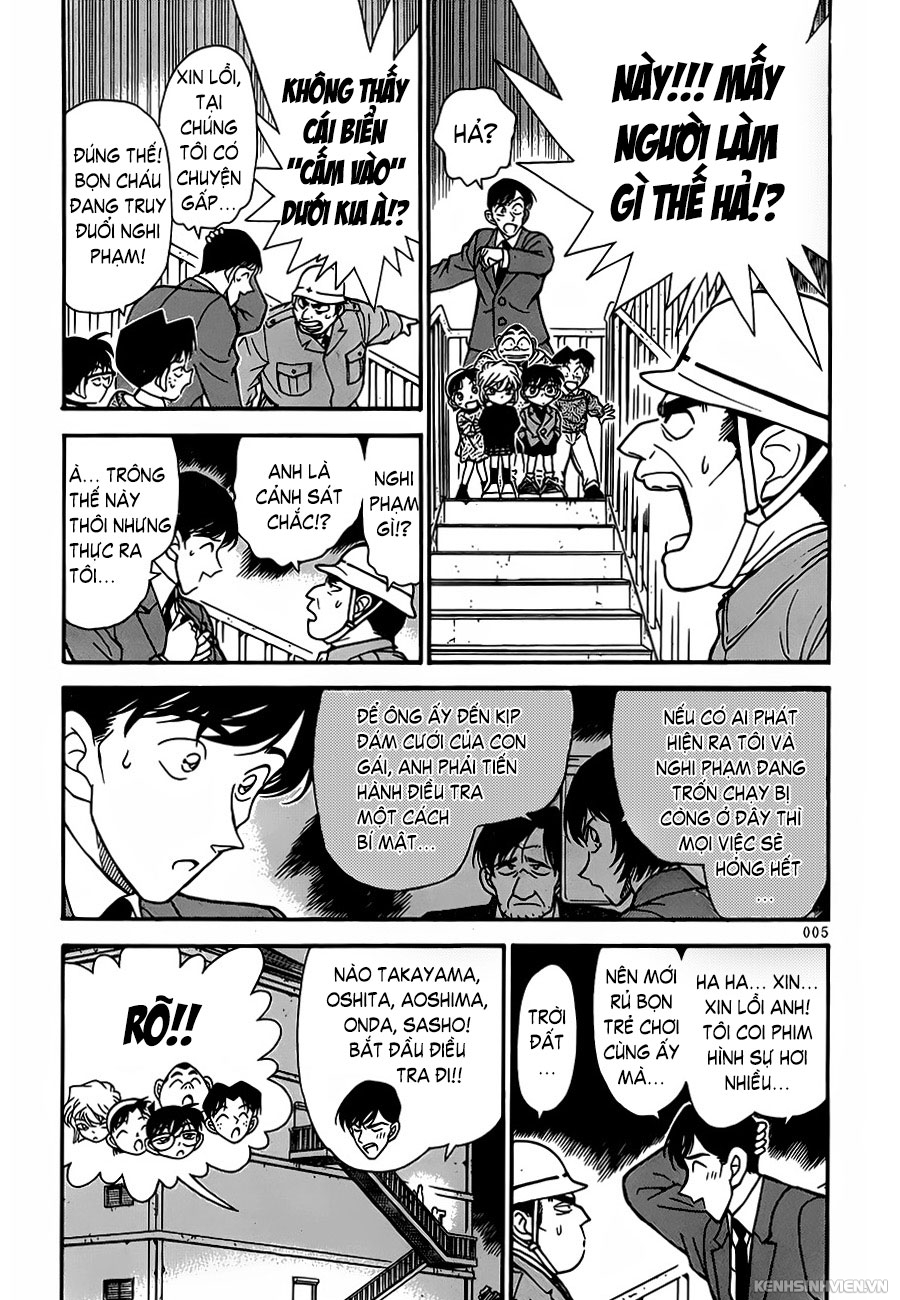 NÀY!!! MẤY
NGƯỜI LÀM
GÌ THẾ HẢ!?
HẢ?
KHÔNG THẤY
CÁI BIỂN
"CẤM VÀO"
DƯỚI KIA À!?
XIN LỖI,
TẠI
CHÚNG
TÔI CÓ
CHUYỆN
GẤP...
ĐÚNG THẾ!
BỌN CHÁU
ĐANG TRUY
ĐUỔI NGHI
PHẠM!
NGHI
PHẠM
GÌ!?
ANH LÀ
CẢNH SÁT
CHẮC!?
À... TRÔNG
THẾ NÀY
THÔI NHƯNG
THỰC RA
TÔI...
NẾU CÓ AI PHÁT
HIỆN RA TÔI VÀ
NGHI PHẠM ĐANG
TRỐN CHẠY BỊ
CÒNG Ở ĐÂY THÌ
MỌI VIỆC SẼ
HỎNG HẾT
...
ĐỂ ÔNG ẤY ĐẾN KỊP
ĐÁM CƯỚI CỦA CON
GÁI, ANH PHẢI TIẾN
HÀNH ĐIỀU TRA
MỘT CÁCH
BÍ MẬT...
005
HA HA... XIN...
XIN LỖI ANH!
TÔI COI PHIM
HÌNH SỰ HƠI
NHIỀU...
NÊN MỚI
RỦ BỌN
TRẺ CHƠI
CÙNG ẤY
MÀ...
TRỜI
ĐẤT
...
NÀO TAKAYAMA,
OSHITA, AOSHIMA,
ONDA, SASHO!
BẮT ĐẦU ĐIỀU
TRA ĐI!!
RÕ!!
KENHSINHVIEN.VN